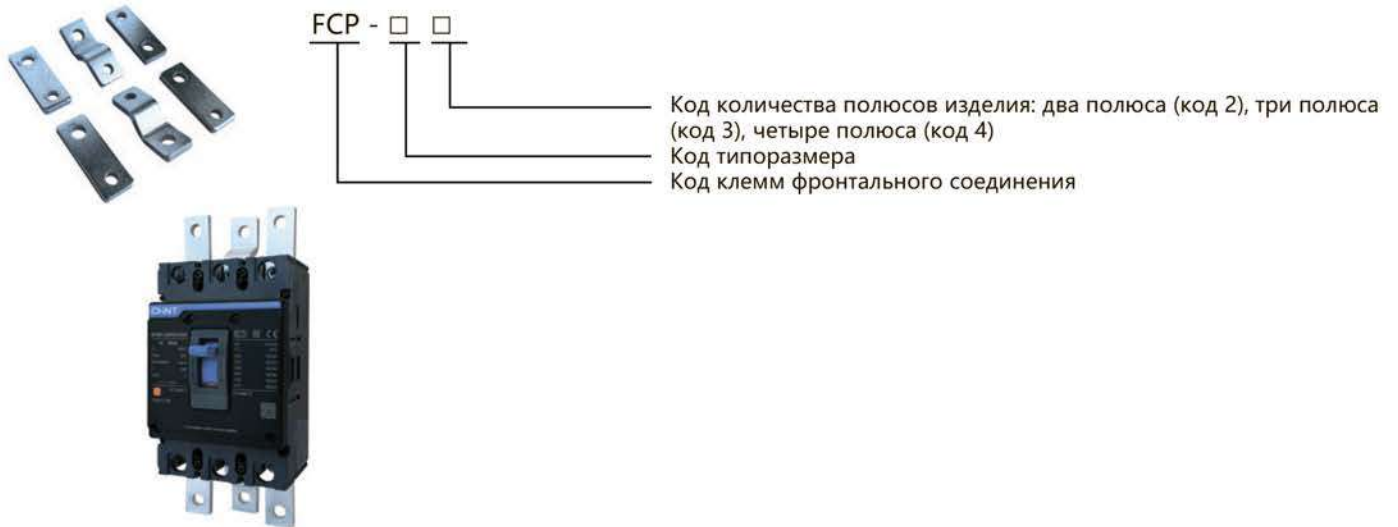 FCP - □ □
Код количества полюсов изделия: два полюса (код 2), три полюса
(код 3), четыре полюса (код 4)
Код типоразмера
Код клемм фронтального соединения
CHNT